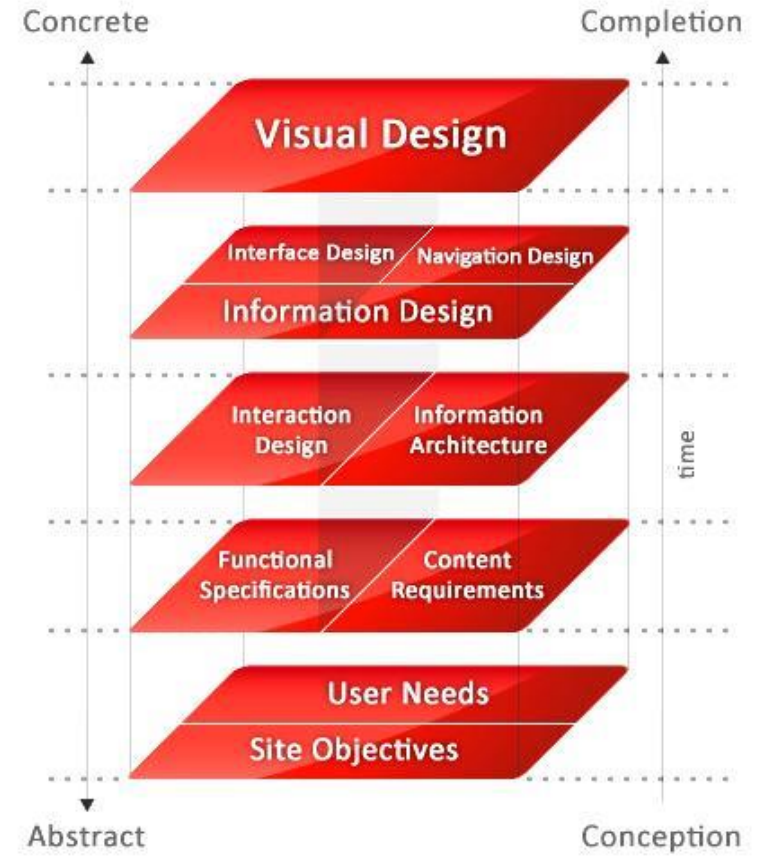 Concrete
Completion
Visual Design
Interface Design
Navigation Design
Information Design
Interaction
Design
Information
Architecture
time
Functional
Specifications
Content
Requirements
User Needs
Site Objectives
Abstract
Conception